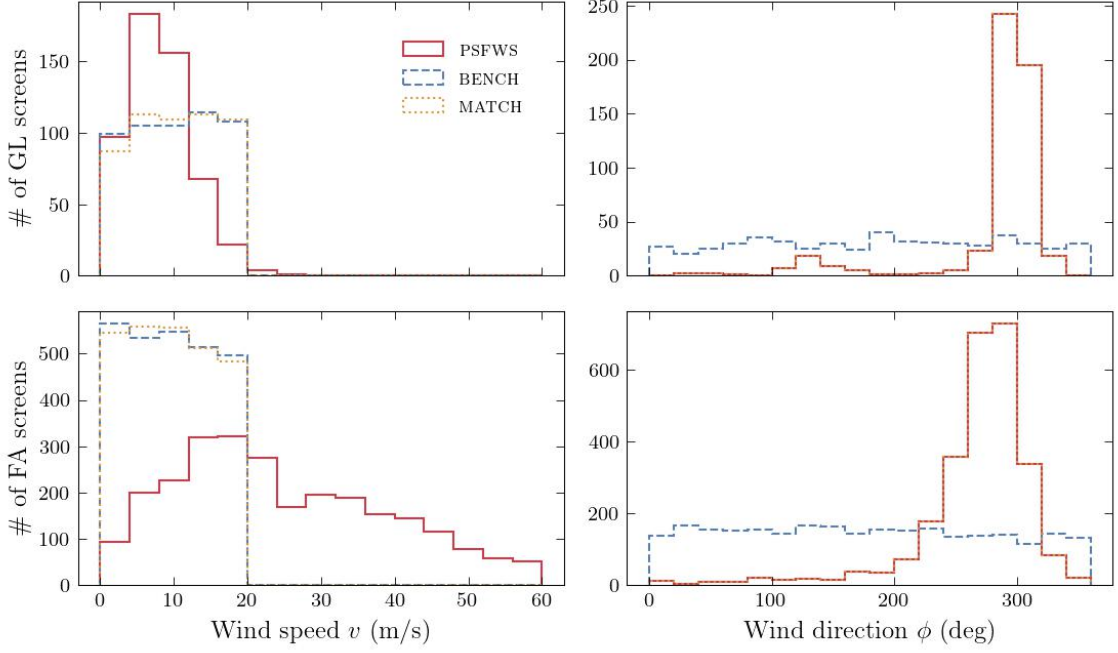 # of GL screens
150
100
50
0
PSFWS
BENCH
MATCH
250
200
150
100
50
0
# of FA screens
500
400
300
200
100
0
0 10 20 30 40 50 60
Wind speed v (m/s)
600
400
200
0
0 100 200 300
Wind direction ϕ (deg)